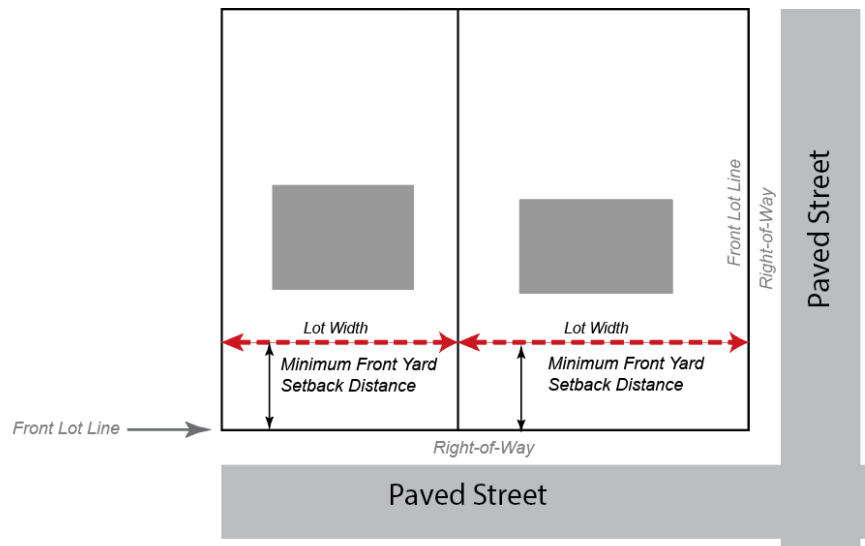 Front Lot Line
Right-of-Way
Paved Street
Lot Width
Lot Width
Minimum Front Yard
Setback Distance
Minimum Front Yard
Setback Distance
Front Lot Line
Right-of-Way
Paved Street